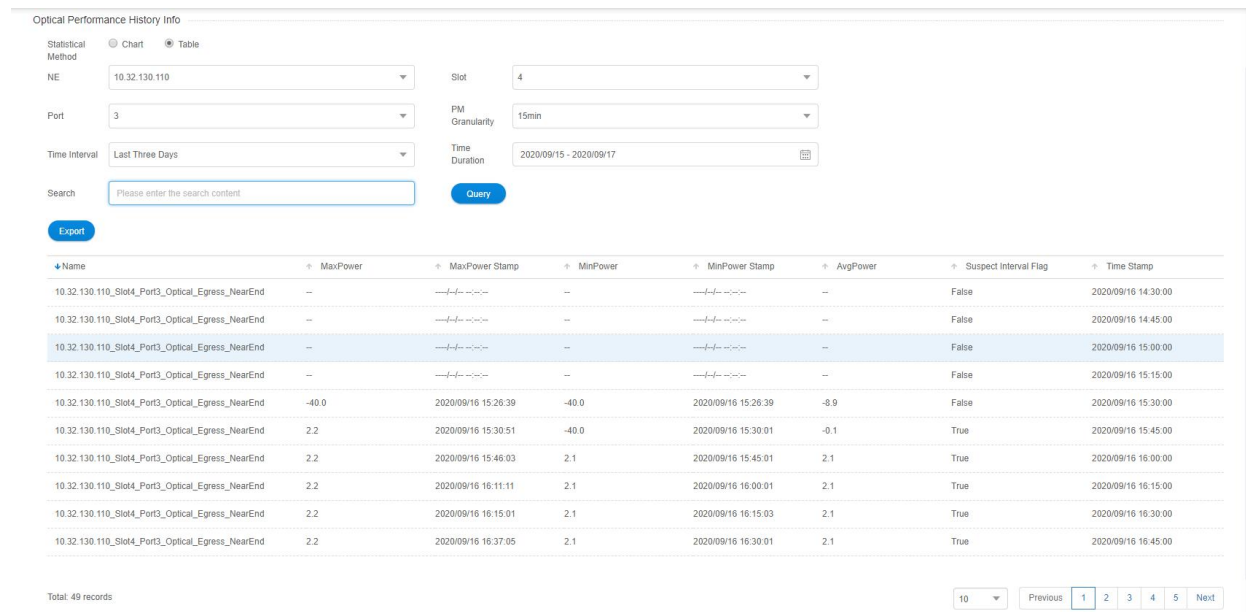 Optical Performance History Info
Statistical Method Chart Table
NE 10.32.130.110 Slot 4
Port 3 PM Granularity 15min
Time Interval Last Three Days Time Duration 2020/09/15 - 2020/09/17
Search Please enter the search content Query
Export
Name MaxPower MaxPower Stamp MinPower MinPower Stamp AvgPower Suspect Interval Flag Time Stamp
10.32.130.110_Slot4_Port3_Optical_Egress_NearEnd -- ----/--/-- --:--:-- -- ----/--/-- --:--:-- -- False 2020/09/16 14:30:00
10.32.130.110_Slot4_Port3_Optical_Egress_NearEnd -- ----/--/-- --:--:-- -- ----/--/-- --:--:-- -- False 2020/09/16 14:45:00
10.32.130.110_Slot4_Port3_Optical_Egress_NearEnd -- ----/--/-- --:--:-- -- ----/--/-- --:--:-- -- False 2020/09/16 15:00:00
10.32.130.110_Slot4_Port3_Optical_Egress_NearEnd -- ----/--/-- --:--:-- -- ----/--/-- --:--:-- -- False 2020/09/16 15:15:00
10.32.130.110_Slot4_Port3_Optical_Egress_NearEnd -40.0 2020/09/16 15:26:39 -40.0 2020/09/16 15:26:39 -8.9 False 2020/09/16 15:30:00
10.32.130.110_Slot4_Port3_Optical_Egress_NearEnd 2.2 2020/09/16 15:30:51 -40.0 2020/09/16 15:30:01 -0.1 True 2020/09/16 15:45:00
10.32.130.110_Slot4_Port3_Optical_Egress_NearEnd 2.2 2020/09/16 15:46:03 2.1 2020/09/16 15:45:01 2.1 True 2020/09/16 16:00:00
10.32.130.110_Slot4_Port3_Optical_Egress_NearEnd 2.2 2020/09/16 16:11:11 2.1 2020/09/16 16:00:01 2.1 True 2020/09/16 16:15:00
10.32.130.110_Slot4_Port3_Optical_Egress_NearEnd 2.2 2020/09/16 16:15:01 2.1 2020/09/16 16:15:03 2.1 True 2020/09/16 16:30:00
10.32.130.110_Slot4_Port3_Optical_Egress_NearEnd 2.2 2020/09/16 16:37:05 2.1 2020/09/16 16:30:01 2.1 True 2020/09/16 16:45:00
Total: 49 records 10 Previous 1 2 3 4 5 Next